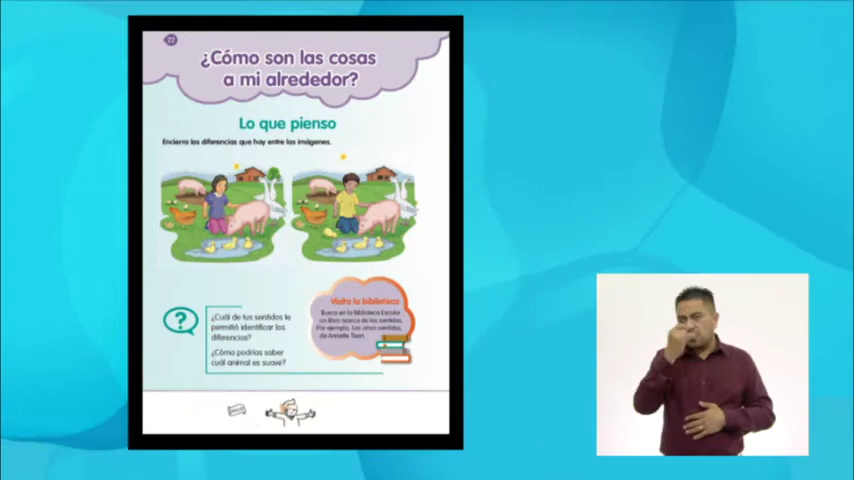 27
¿Cómo son las cosas
a mi alrededor?
Lo que pienso
Encierra las diferencias que hay entre las imágenes.
¿Cuál de tus sentidos te
permitió identificar las
diferencias?
¿Cómo podrías saber
cuál animal es suave?
Visita la biblioteca
Busca en la Biblioteca Escolar
un libro acerca de los sentidos.
Por ejemplo, Los cinco sentidos,
de Annette Tison.